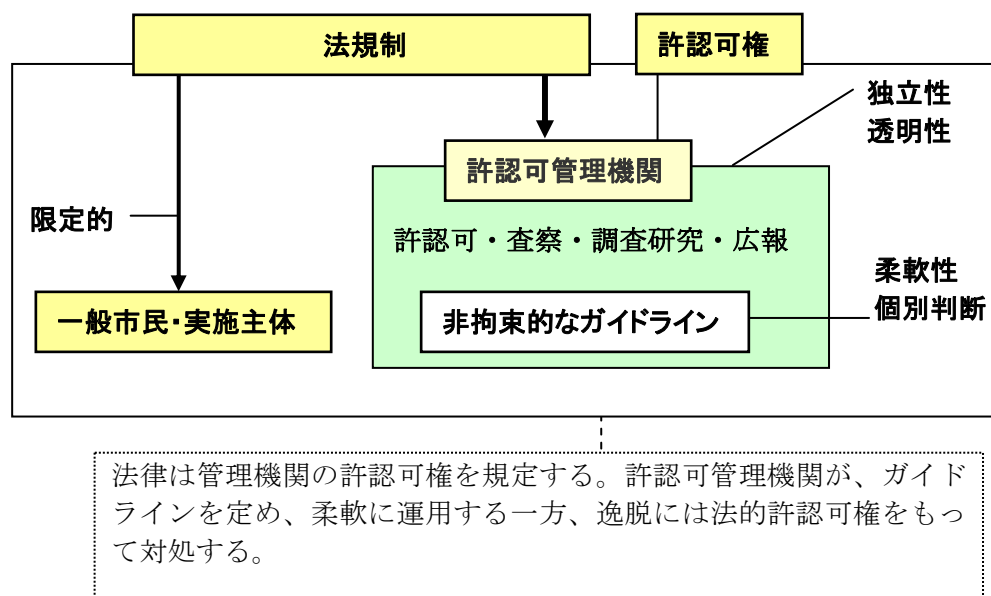 法規制
許認可権
独立性
透明性
許認可管理機関
限定的
許認可・査察・調査研究・広報
柔軟性
個別判断
一般市民・実施主体
非拘束的なガイドライン
法律は管理機関の許認可権を規定する。許認可管理機関が、ガイド
ラインを定め、柔軟に運用する一方、逸脱には法的許認可権をもっ
て対処する。